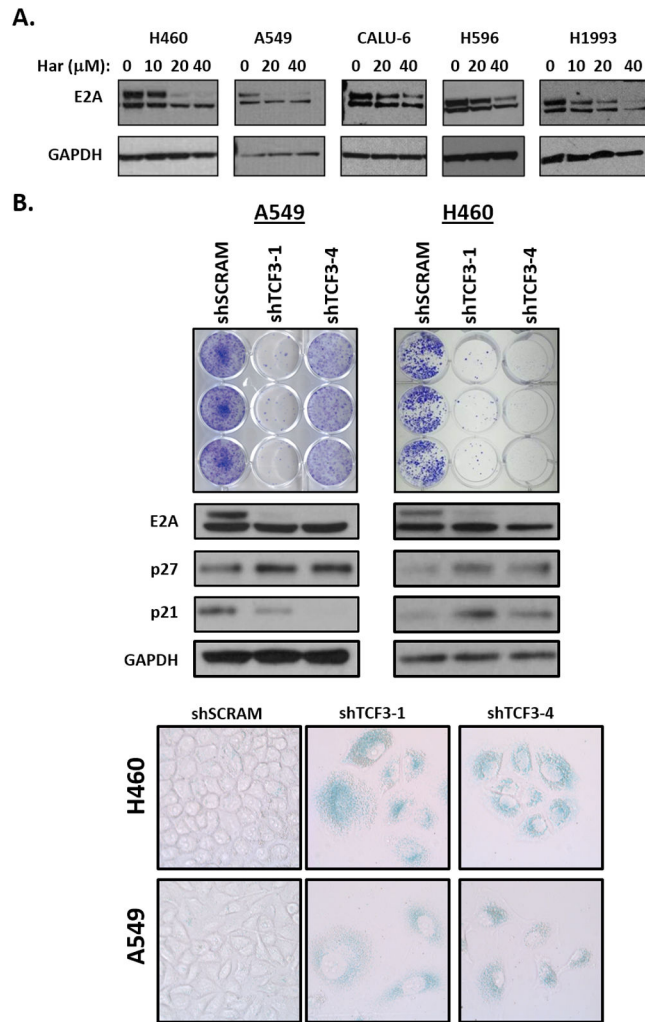 A.
H460 A549 CALU-6 H596 H1993
Har (μM): 0 10 20 40 0 20 40 0 20 40 0 20 40 0 10 20 40
E2A
GAPDH
B.
A549 H460
shSCRAM shTCF3-1 shTCF3-4 shSCRAM shTCF3-1 shTCF3-4
E2A
p27
p21
GAPDH
shSCRAM shTCF3-1 shTCF3-4
H460
A549